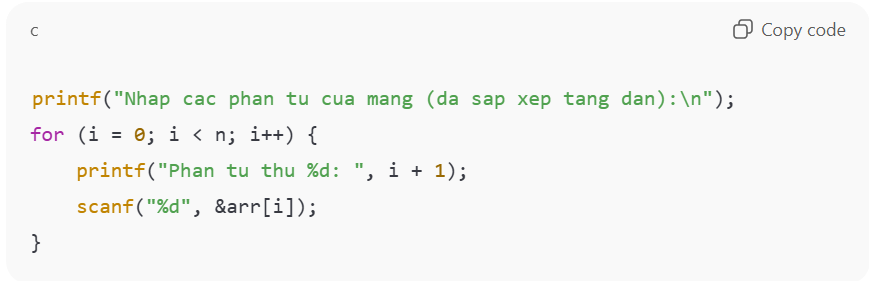 c
Copy code
printf("Nhap cac phan tu cua mang (da sap xep tang dan):\n");
for (i = 0; i < n; i++) {
    printf("Phan tu thu %d: ", i + 1);
    scanf("%d", &arr[i]);
}